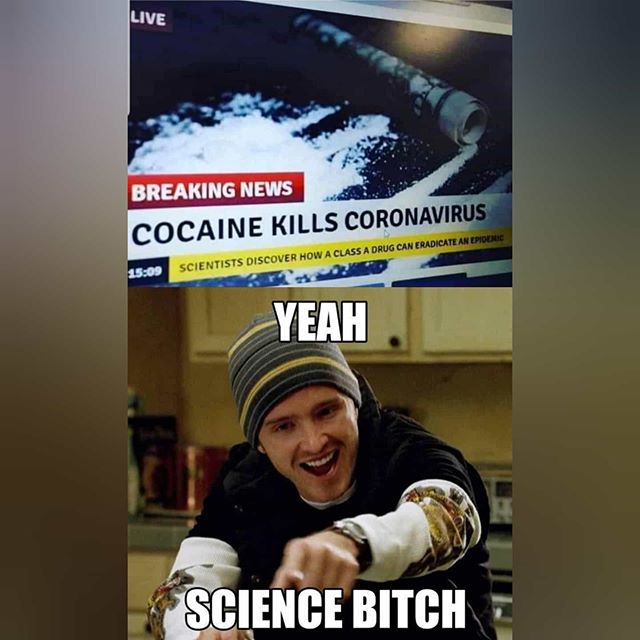 LIVE
BREAKING NEWS
COCAINE KILLS CORONAVIRUS
15:09
SCIENTISTS DISCOVER HOW A CLASS A DRUG CAN ERADICATE AN EPIDEMIC
YEAH
SCIENCE BITCH